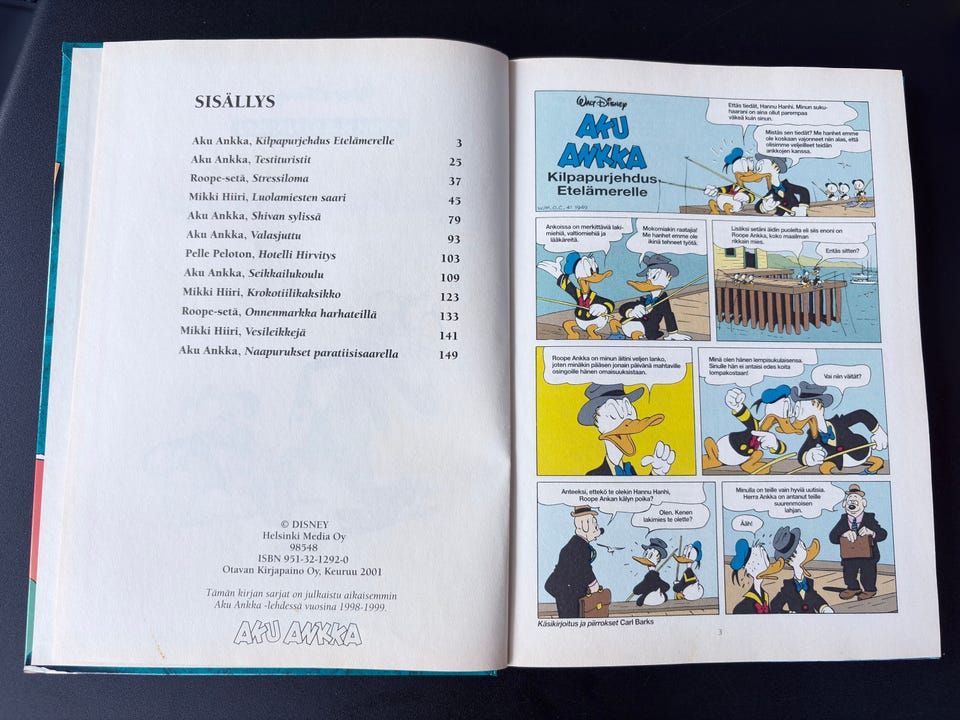 SISÄLLYS
Aku Ankka, Kilpapurjehdus Etelämerelle 3
Aku Ankka, Testituristit 25
Roope-setä, Stressiloma 37
Mikki Hiiri, Luolamiesten saari 45
Aku Ankka, Shivan sylissä 79
Aku Ankka, Valasjuttu 93
Pelle Peloton, Hotelli Hirvitys 103
Aku Ankka, Seikkailukoulu 109
Mikki Hiiri, Krokotiilikaksikko 123
Roope-setä, Onnenmarkka harhateillä 133
Mikki Hiiri, Vesileikkejä 141
Aku Ankka, Naapurukset paratiisisaarella 149
© DISNEY
Helsinki Media Oy
98548
ISBN 951-32-1292-0
Otavan Kirjapaino Oy, Keuruu 2001
Tämän kirjan sarjat on julkaistu aikaisemmin
Aku Ankka -lehdessä vuosina 1998-1999.
AKU ANKKA
WALT DISNEY
AKU
ANKKA
Kilpapurjehdus
Etelämerelle
W.P.O.C. 41 1949
Etkös tiedät, Hannu Hanhi. Minun suku-
haarani on aina ollut parempaa
väkeä kuin sinun.
Mistäs sen tiedät? Me hanhet emme
ole koskaan vajonneet niin alas, että
olisimme veljeilleet teidän
ankkojen kanssa.
Ankoissa on merkittäviä laki-
miehiä, valtiomiehiä ja
lääkäreitä.
Mokomiakin raatajia!
Me hanhet emme ole
ikinä tehneet työtä.
Lisäksi setäni äidin puolelta eli siis enoni on
Roope Ankka, koko maailman
rikkain mies.
Entäs sitten?
Roope Ankka on minun äitini veljen lanko,
joten minäkin pääsen jonain päivänä mahtaville
osingoille hänen omaisuuksistaan.
Minä olen hänen lempisukulaisensa.
Sinulle hän ei antaisi edes koita
lompakostaan!
Vai niin väität?
Anteeksi, ettekö te olekin Hannu Hanhi,
Roope Ankan kälyn poika?
Olen. Kenen
lakimies te olette?
Minulla on teille vain hyviä uutisia.
Herra Ankka on antanut teille
suurenmoisen
lahjan.
Ääh!
Käsikirjoitus ja piirrokset Carl Barks
3